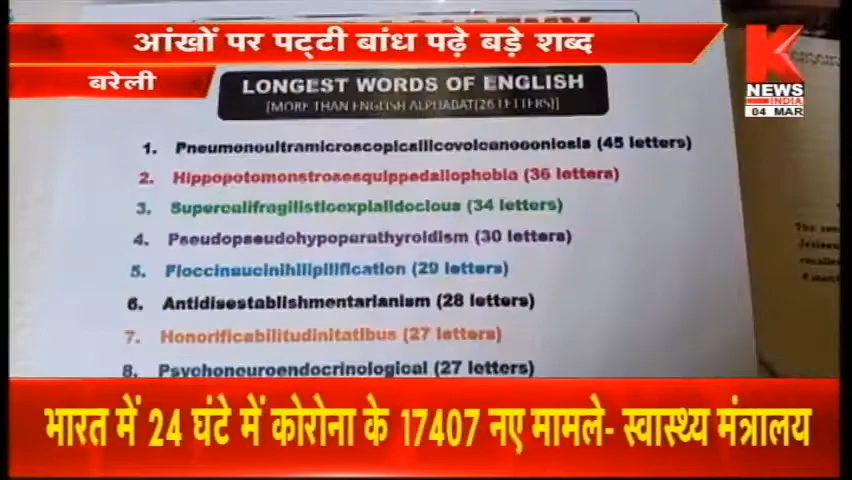 आंखों पर पट्टी बांध पढ़े बड़े शब्द
बरेली
K
NEWS
INDIA
04 MAR
LONGEST WORDS OF ENGLISH
[MORE THAN ENGLISH ALPHABAT[26 LETTERS)]
1. Pneumonoultramicroscopicsilicovolcanoconiosis (45 letters)
2. Hippopotomonstrosesquippedaliophobia (36 letters)
3. Supercalifragilisticexpialidocious (34 letters)
4. Pseudopseudohypoparathyroidism (30 letters)
5. Floccinaucinihilipilification (29 letters)
6. Antidisestablishmentarianism (28 letters)
7. Honorificabilitudinitatibus (27 letters)
8. Psychoneuroendocrinological (27 letters)
भारत में 24 घंटे में कोरोना के 17407 नए मामले- स्वास्थ्य मंत्रालय